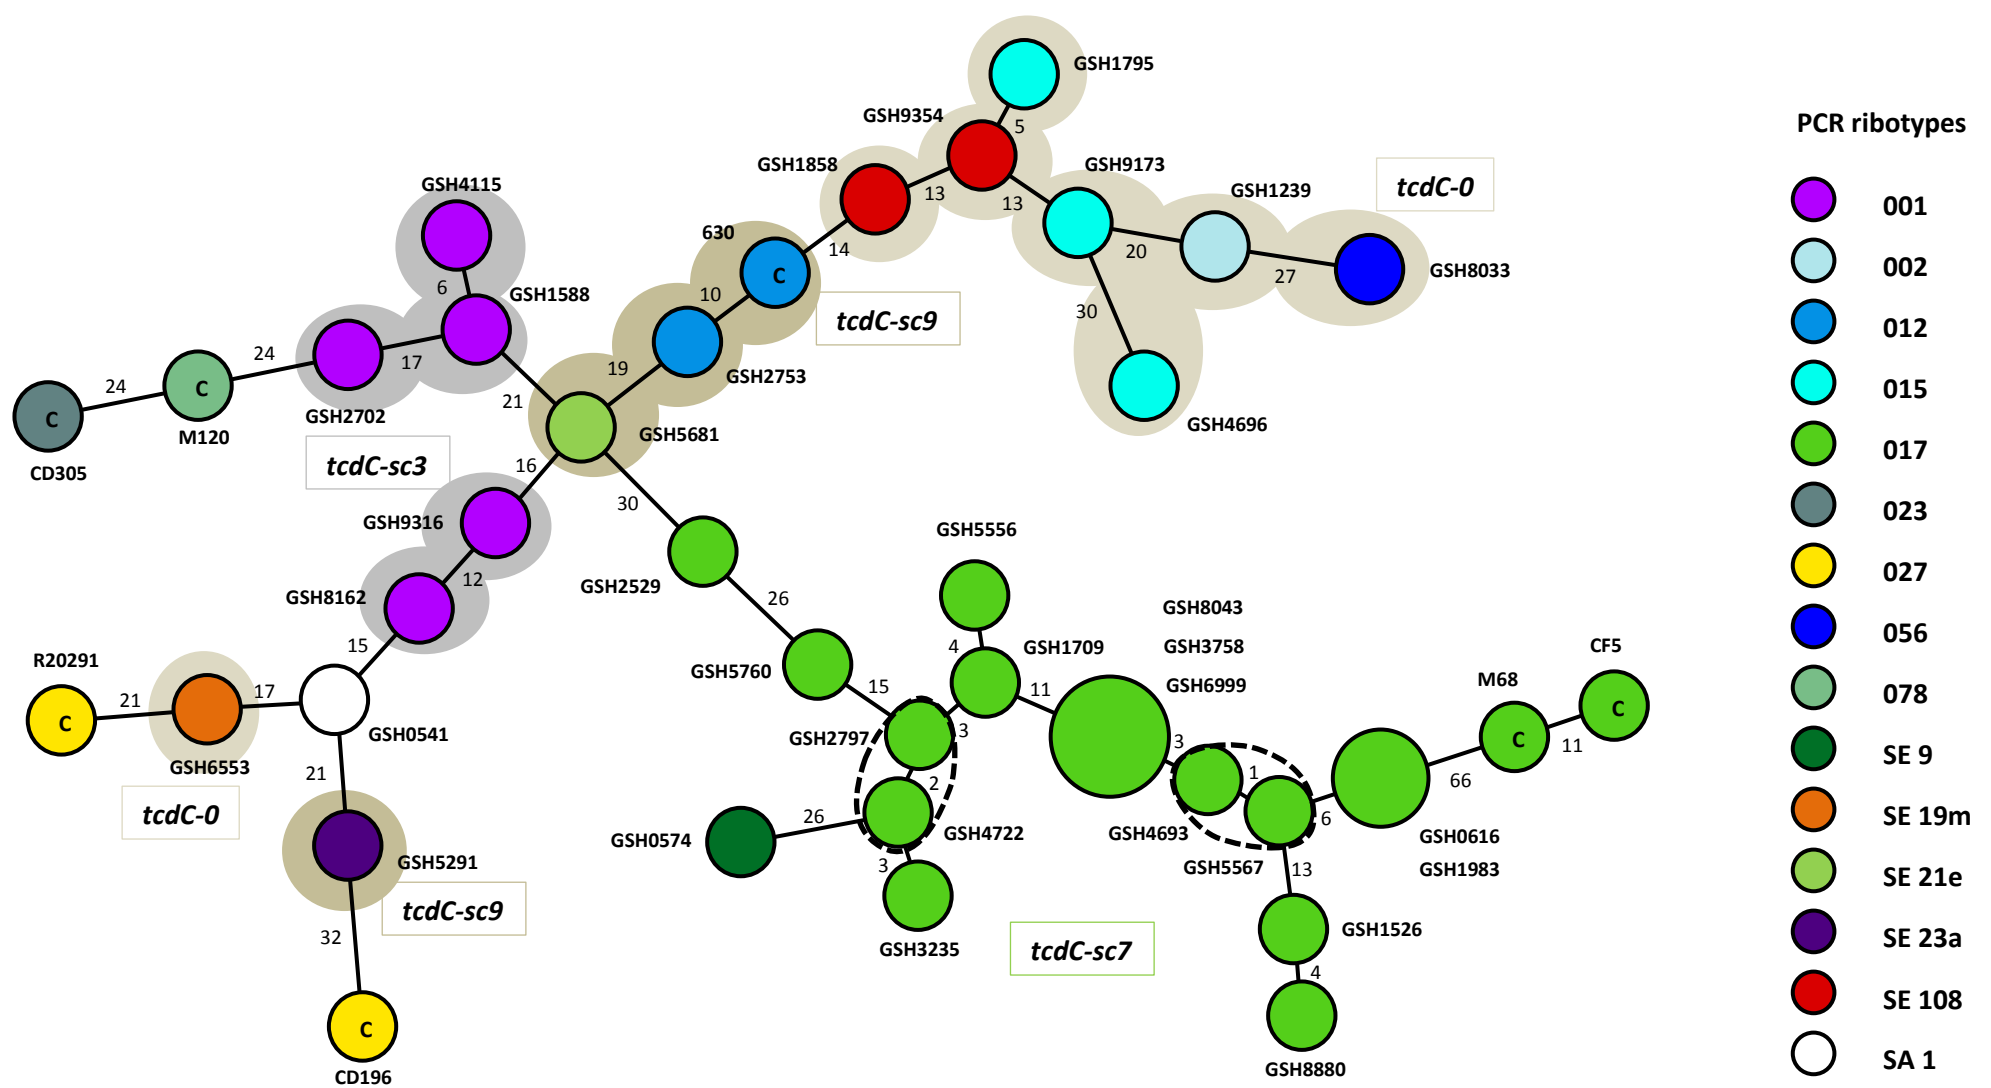 GSH1795
GSH9354
5
GSH1858
13
13
GSH9173
GSH1239
tcdC-0
20
27
GSH8033
30
GSH4696
14
630
C
10
tcdC-sc9
GSH2753
19
GSH4115
6
GSH1588
17
GSH2702
24
C
M120
24
C
CD305
21
GSH5681
tcdC-sc3
16
GSH9316
12
GSH8162
15
30
GSH2529
26
GSH5760
15
R20291
C
21
17
GSH6553
GSH0541
tcdC-0
21
GSH5291
tcdC-sc9
32
C
CD196
GSH5556
4
GSH1709
11
3
GSH2797
2
GSH4722
26
GSH0574
3
GSH3235
tcdC-sc7
GSH8043
GSH3758
GSH6999
3
GSH4693
1
GSH5567
6
13
GSH1526
4
GSH8880
GSH0616
GSH1983
66
M68
C
11
CF5
C
PCR ribotypes
001
002
012
015
017
023
027
056
078
SE 9
SE 19m
SE 21e
SE 23a
SE 108
SA 1